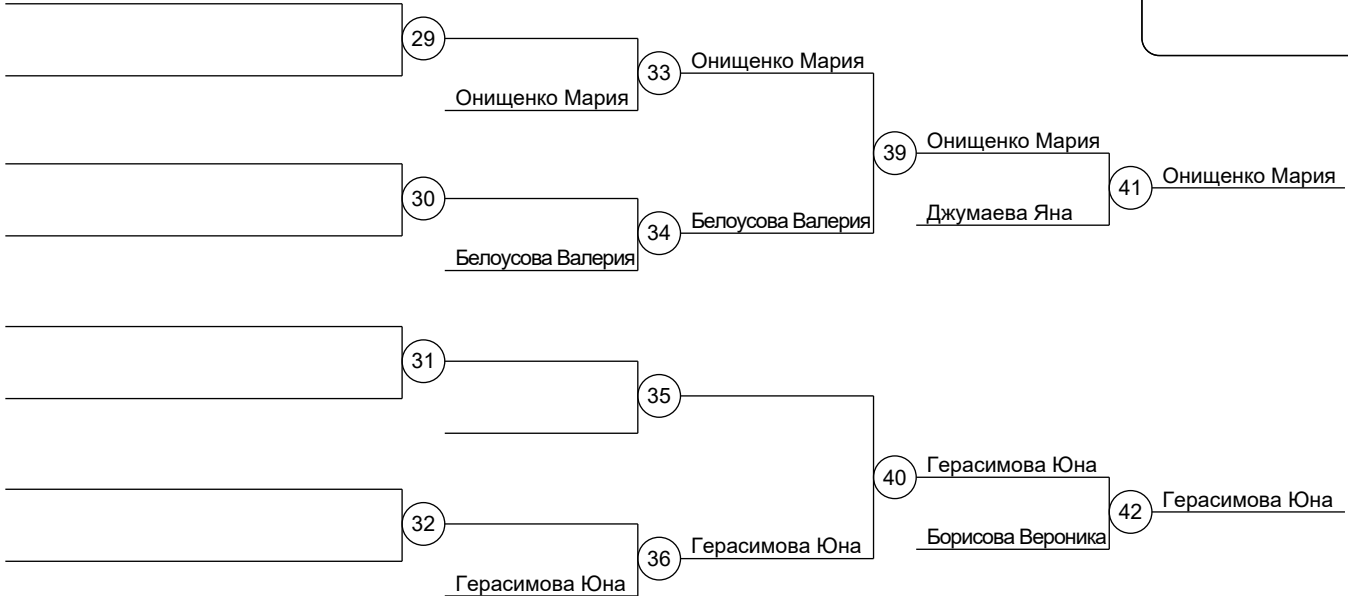 29
33
Онищенко Мария
Онищенко Мария
39
Онищенко Мария
41
Онищенко Мария
30
Джумаева Яна
34
Белоусова Валерия
Белоусова Валерия
31
35
40
Герасимова Юна
32
42
Герасимова Юна
Борисова Вероника
36
Герасимова Юна
Герасимова Юна